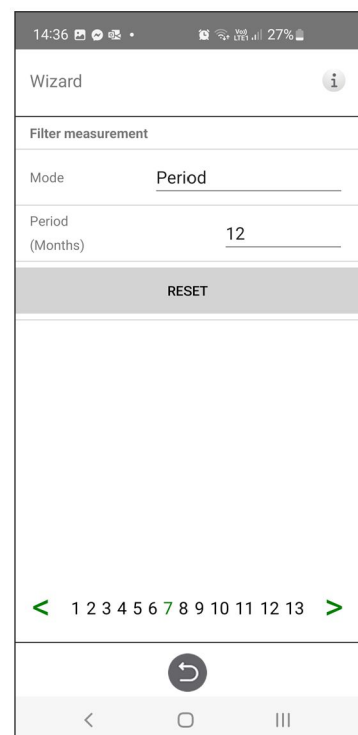 14:36 27%
Wizard i
Filter measurement
Mode Period
Period
(Months) 12
RESET
< 1 2 3 4 5 6 7 8 9 10 11 12 13 >